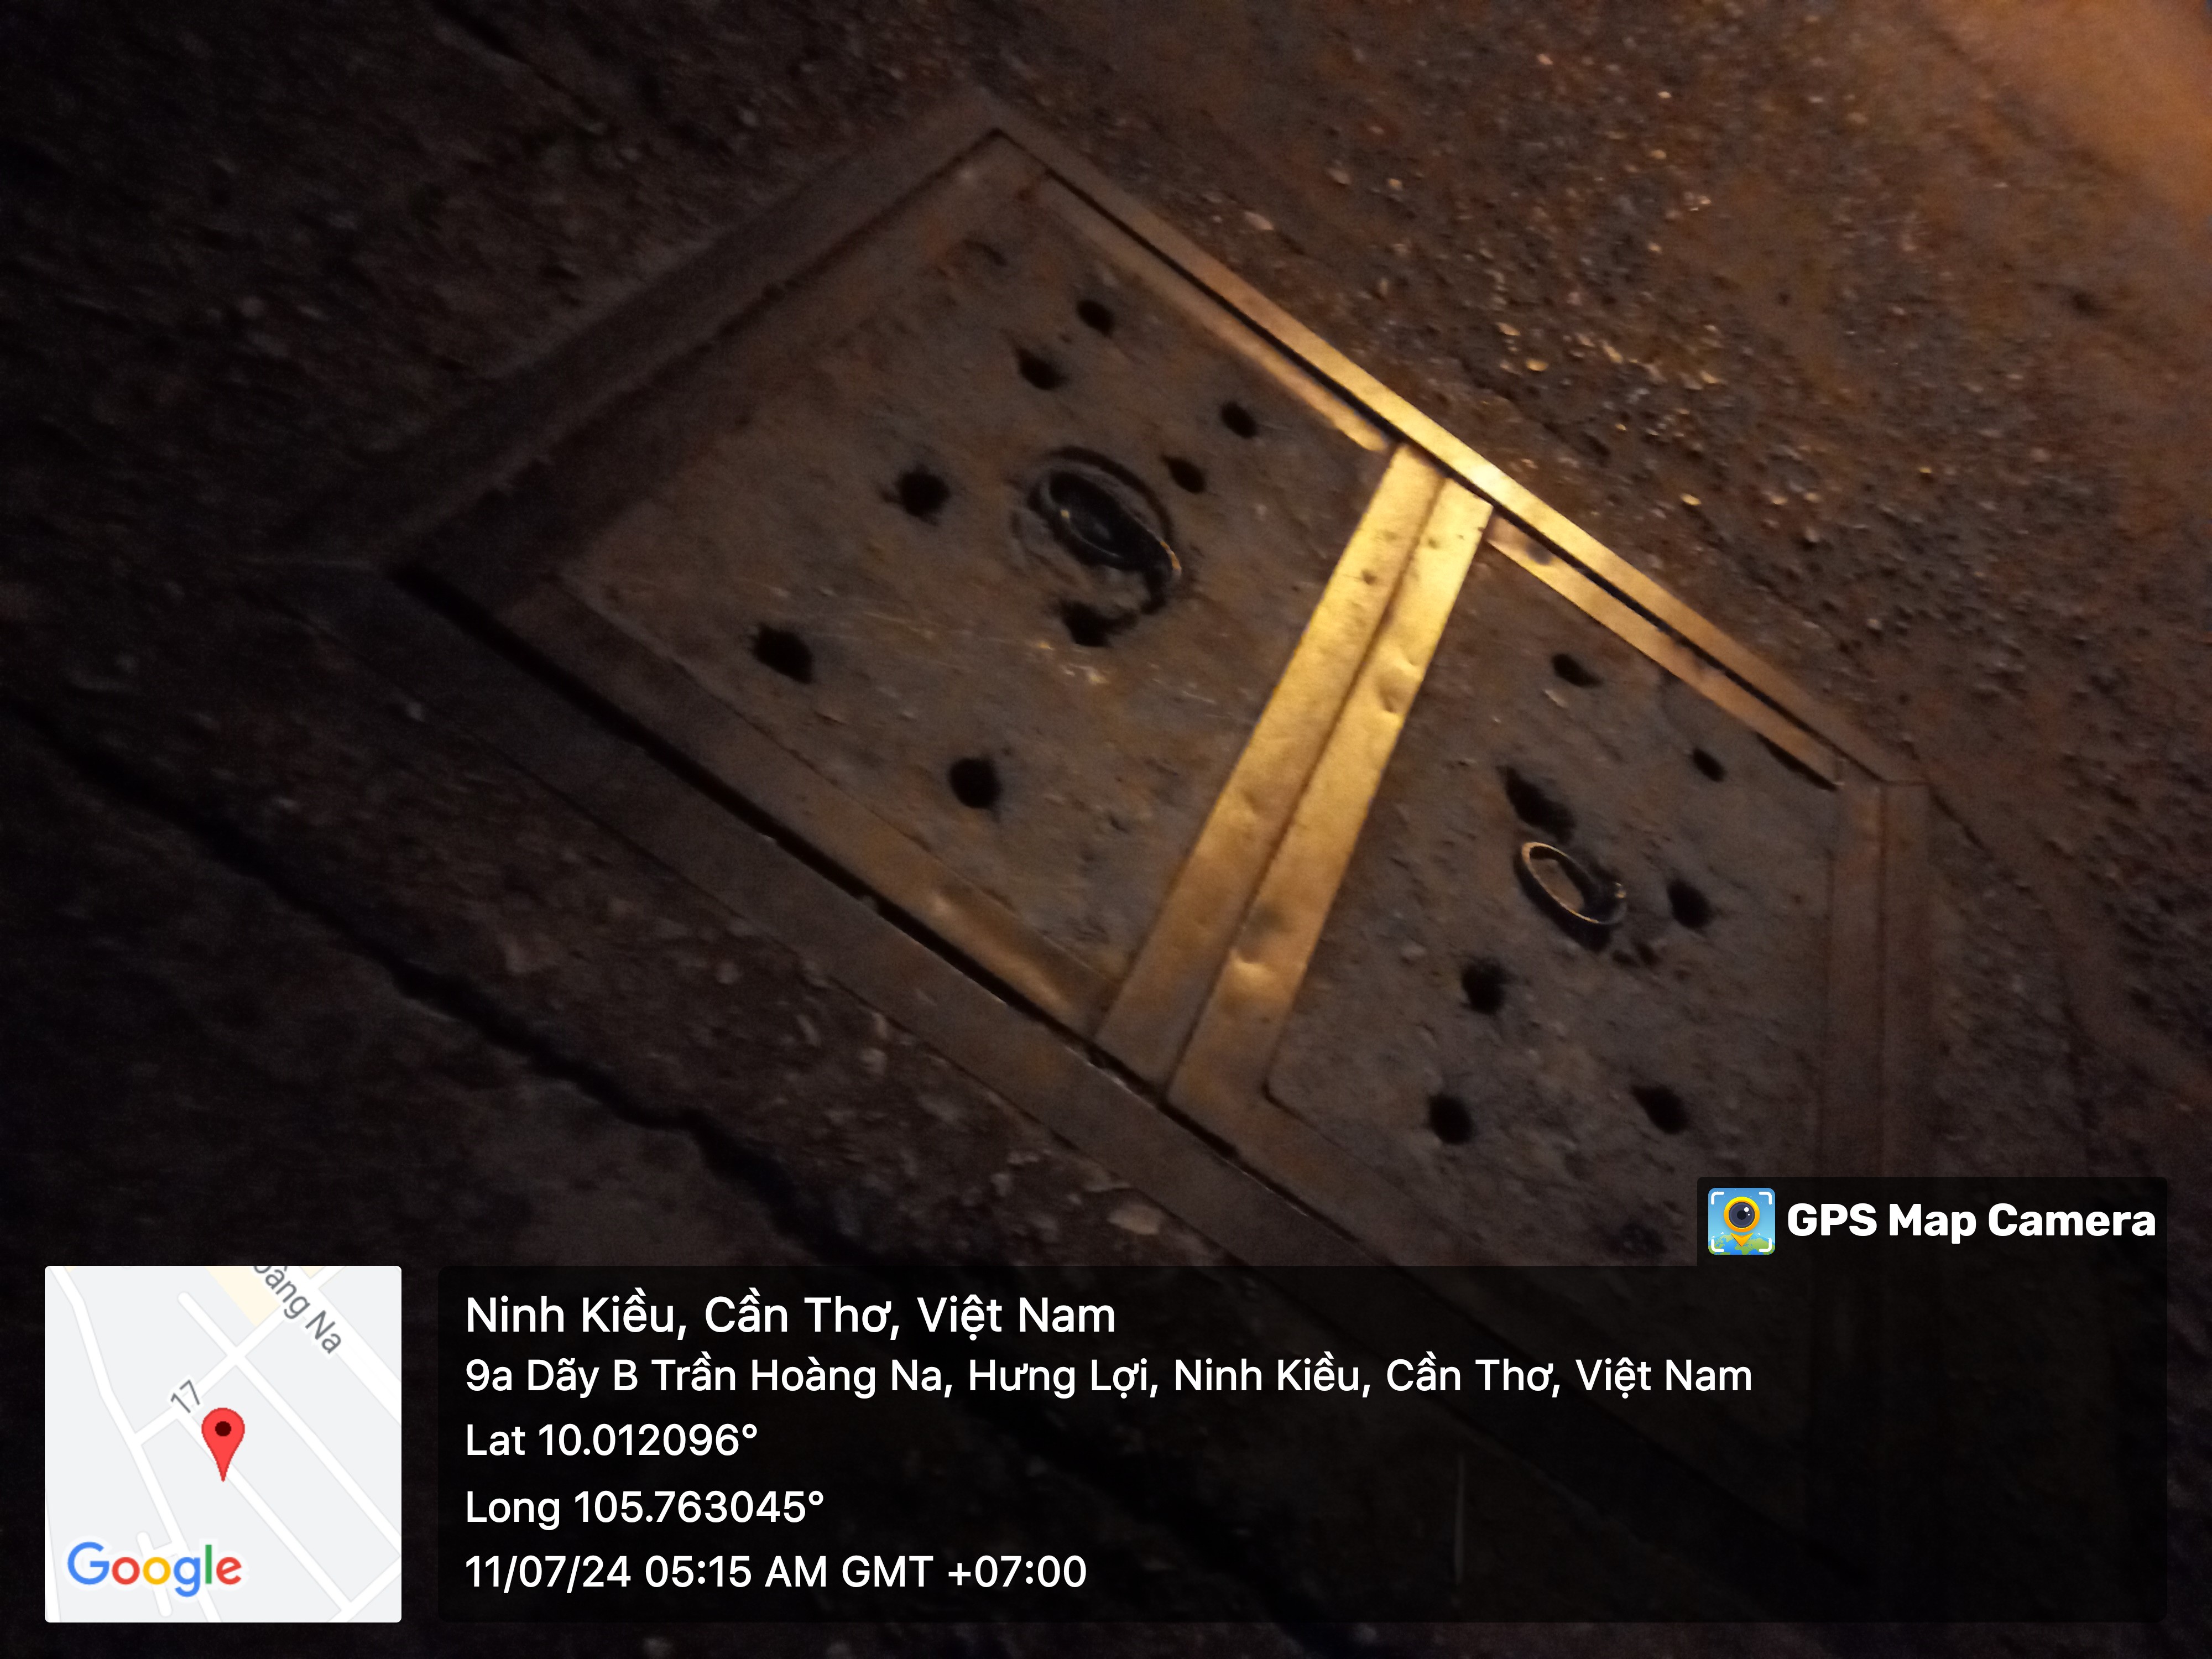 GPS Map Camera
oàng Na
17
Google
Ninh Kiều, Cần Thơ, Việt Nam
9a Dãy B Trần Hoàng Na, Hưng Lợi, Ninh Kiều, Cần Thơ, Việt Nam
Lat 10.012096°
Long 105.763045°
11/07/24 05:15 AM GMT +07:00